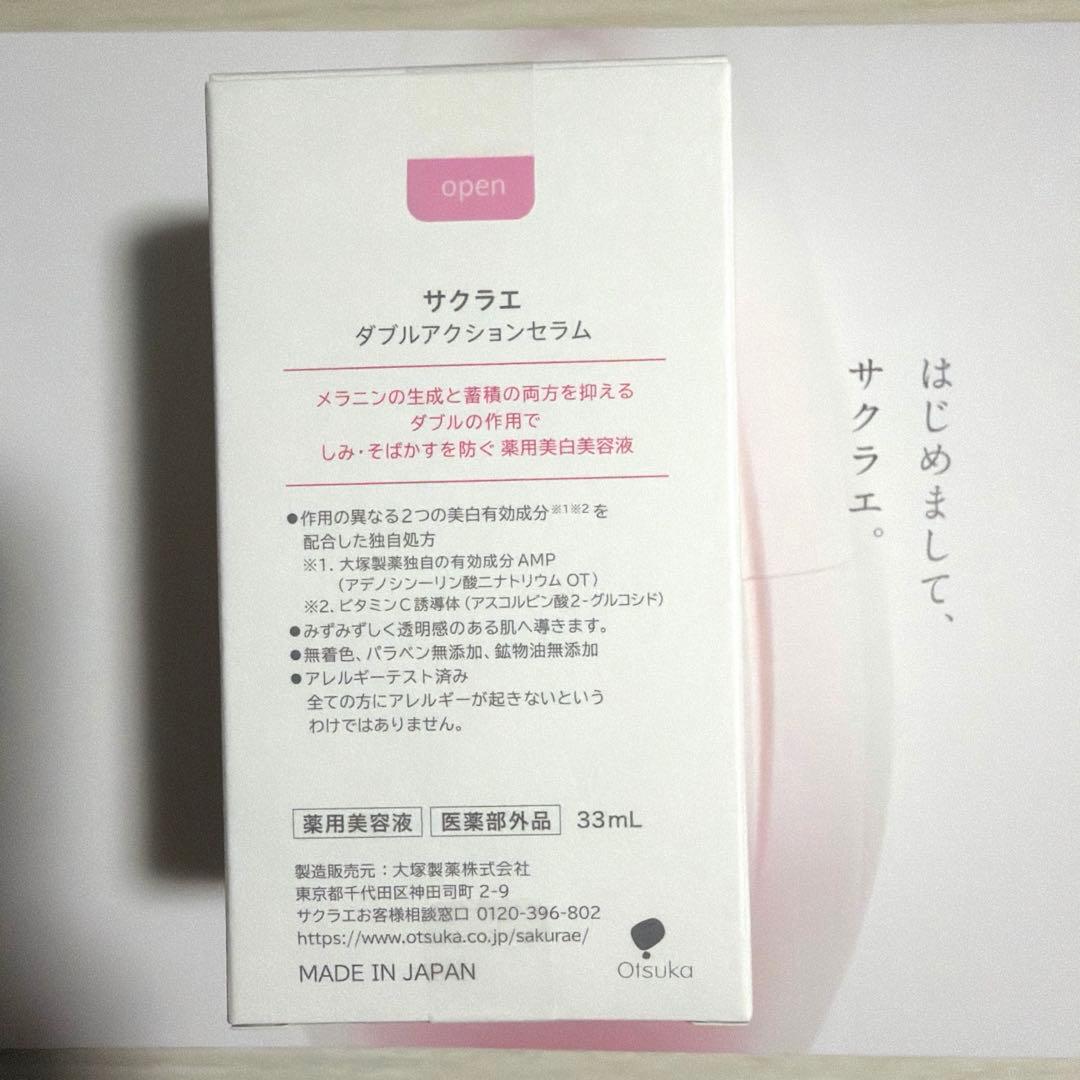 open
サクラエ
ダブルアクションセラム
メラニンの生成と蓄積の両方を抑える
ダブルの作用で
しみ・そばかすを防ぐ 薬用美白美容液
●作用の異なる2つの美白有効成分※1※2を
配合した独自処方
※1. 大塚製薬独自の有効成分AMP
(アデノシン一リン酸二ナトリウム OT)
※2. ビタミンC誘導体(アスコルビン酸2-グルコシド)
●みずみずしく透明感のある肌へ導きます。
●無着色、パラベン無添加、鉱物油無添加
●アレルギーテスト済み
全ての方にアレルギーが起きないという
わけではありません。
薬用美容液 医薬部外品 33mL
製造販売元：大塚製薬株式会社
東京都千代田区神田司町 2-9
サクラエお客様相談窓口 0120-396-802
https://www.otsuka.co.jp/sakurae/
MADE IN JAPAN
Otsuka
はじめまして、
サクラエ。